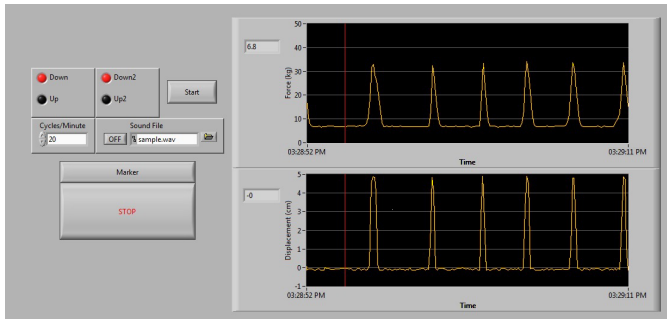 Down
Up
Down2
Up2
Start
Cycles/Minute
20
Sound File
OFF
sample.wav
Marker
STOP
6.8
Force (kg)
50
40
30
20
10
0
03:28:52 PM
03:29:11 PM
Time
-0
Displacement (cm)
5
4
3
2
1
0
-1
03:28:52 PM
03:29:11 PM
Time